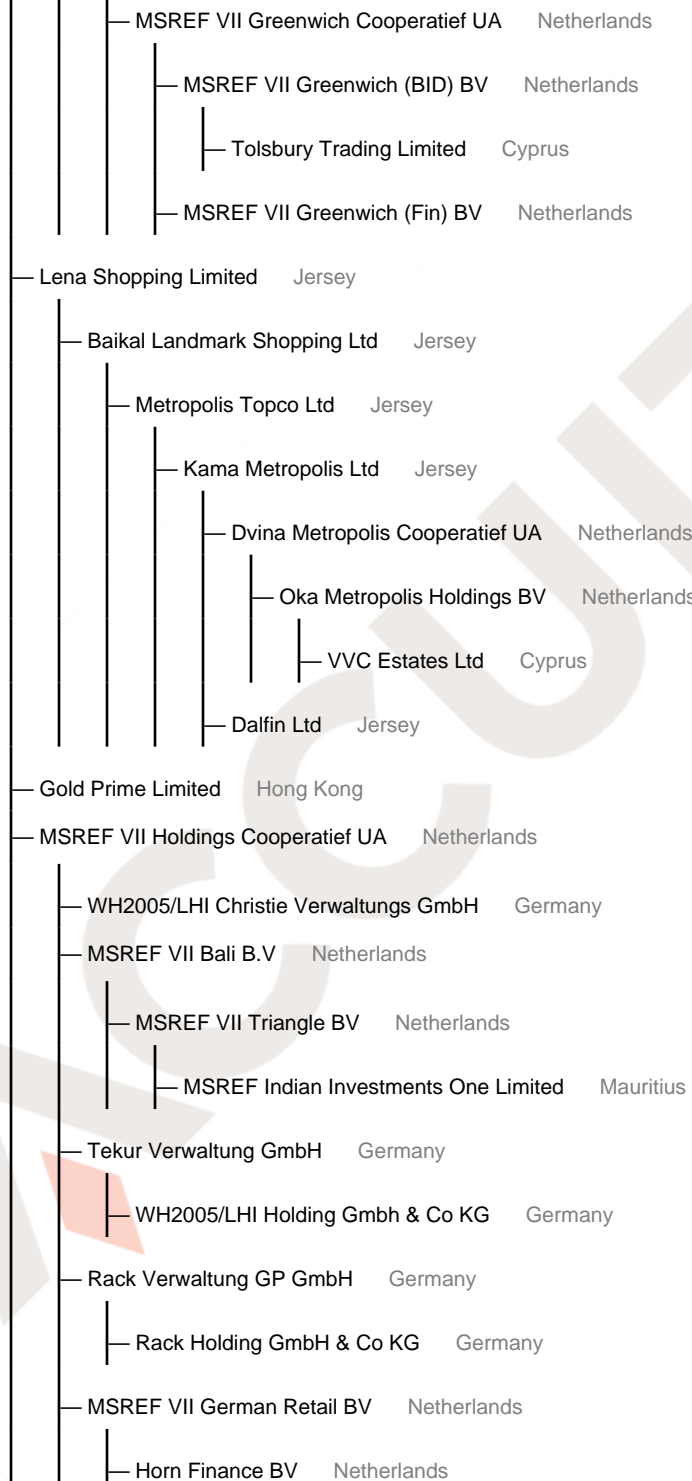 MSREF VII Greenwich Cooperatief UA Netherlands
MSREF VII Greenwich (BID) BV Netherlands
Tolsbury Trading Limited Cyprus
MSREF VII Greenwich (Fin) BV Netherlands
Lena Shopping Limited Jersey
Baikal Landmark Shopping Ltd Jersey
Metropolis Topco Ltd Jersey
Kama Metropolis Ltd Jersey
Dvina Metropolis Cooperatief UA Netherlands
Oka Metropolis Holdings BV Netherlands
VVC Estates Ltd Cyprus
Dalfin Ltd Jersey
Gold Prime Limited Hong Kong
MSREF VII Holdings Cooperatief UA Netherlands
WH2005/LHI Christie Verwaltungs GmbH Germany
MSREF VII Bali B.V Netherlands
MSREF VII Triangle BV Netherlands
MSREF Indian Investments One Limited Mauritius
Tekur Verwaltung GmbH Germany
WH2005/LHI Holding Gmbh & Co KG Germany
Rack Verwaltung GP GmbH Germany
Rack Holding GmbH & Co KG Germany
MSREF VII German Retail BV Netherlands
Horn Finance BV Netherlands